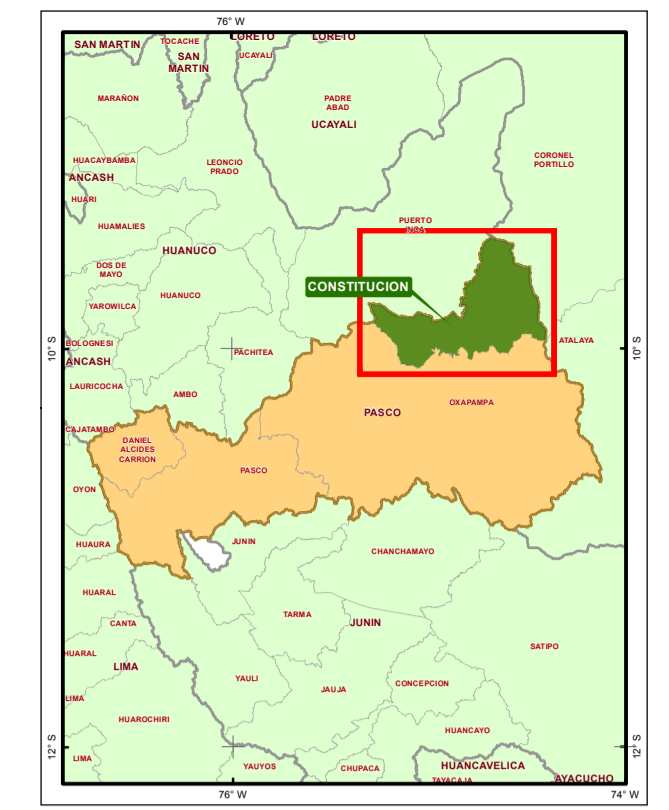 76° W
SAN MARTIN
TOCACHE
LORETO
LORETO
SAN
MARTIN
UCAYALI
MARAÑON
PADRE
ABAD
UCAYALI
HUACAYBAMBA
LEONCIO
PRADO
CORONEL
PORTILLO
ANCASH
HUARI
HUAMALIES
PUERTO
INCA
HUANUCO
DOS DE
MAYO
HUANUCO
YAROWILCA
CONSTITUCION
BOLOGNESI
10° S
PACHITEA
ATALAYA
10° S
ANCASH
LAURICOCHA
AMBO
OXAPAMPA
PASCO
CAJATAMBO
DANIEL
ALCIDES
CARRION
PASCO
OYON
HUAURA
JUNIN
CHANCHAMAYO
HUARAL
CANTA
TARMA
JUNIN
HUARAL
LIMA
SATIPO
YAULI
JAUJA
CONCEPCION
LIMA
HUAROCHIRI
HUANCAYO
12° S
LIMA
YAUYOS
CHUPACA
HUANCAVELICA
12° S
TAYACAJA
AYACUCHO
76° W
74° W